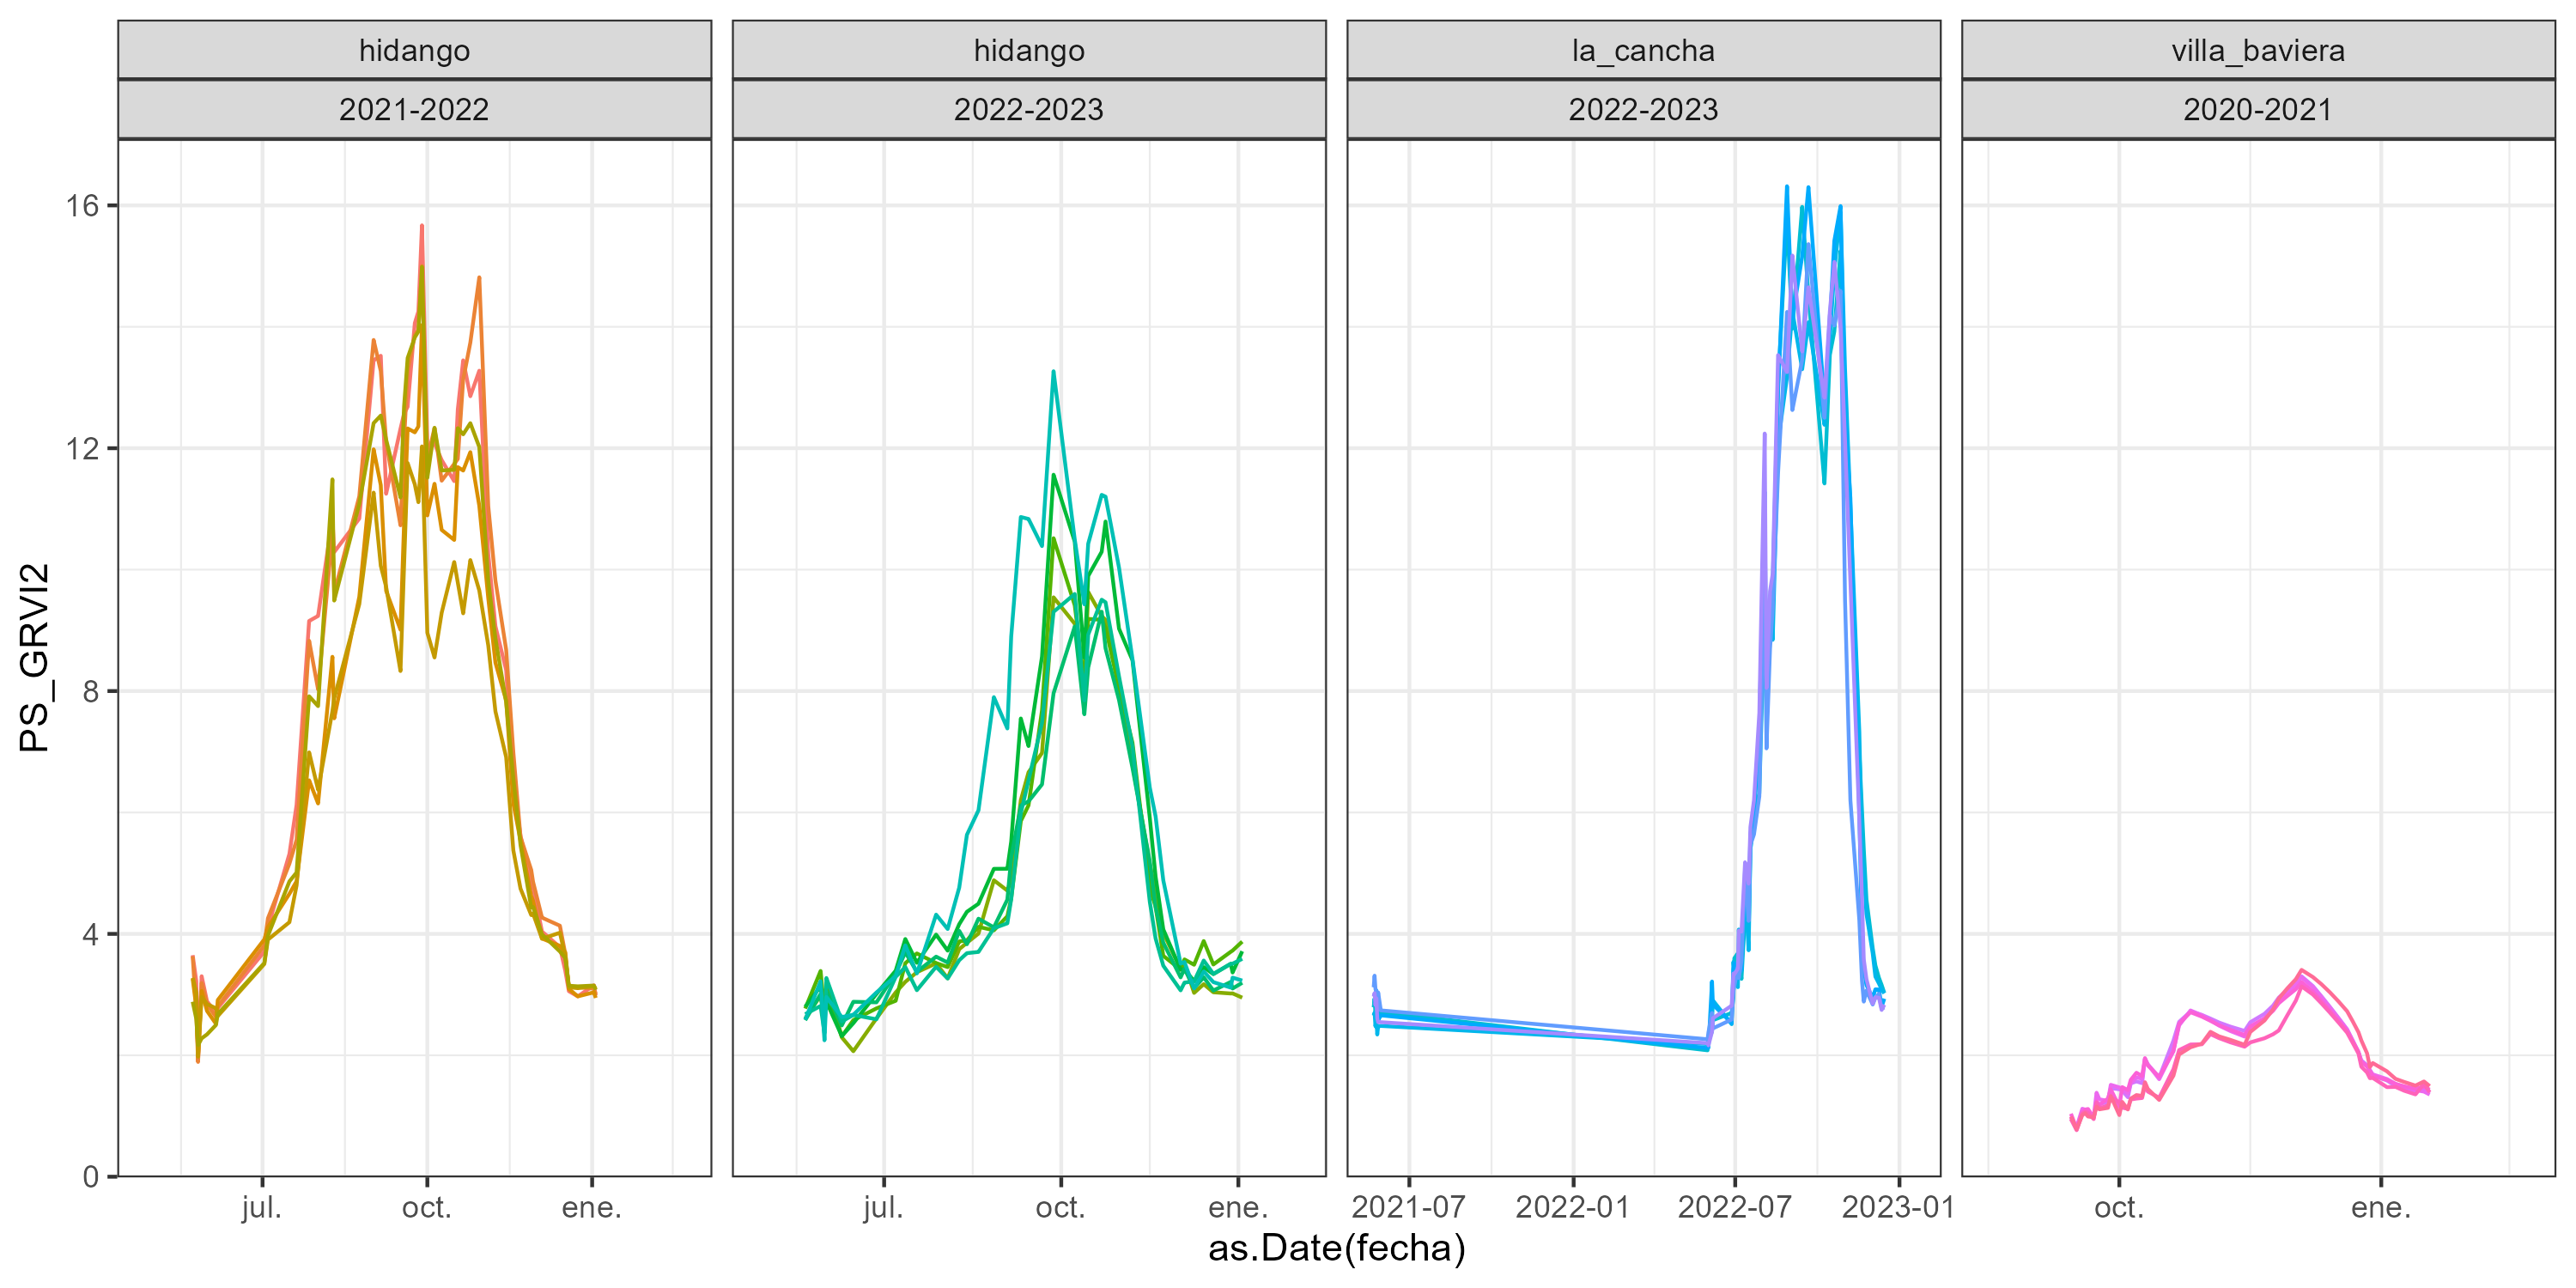 hidango hidango la_cancha villa_baviera
2021-2022 2022-2023 2022-2023 2020-2021
16
12
8
4
0
PS_GRVI2
jul. oct. ene. jul. oct. ene. 2021-07 2022-01 2022-07 2023-01 oct. ene.
as.Date(fecha)